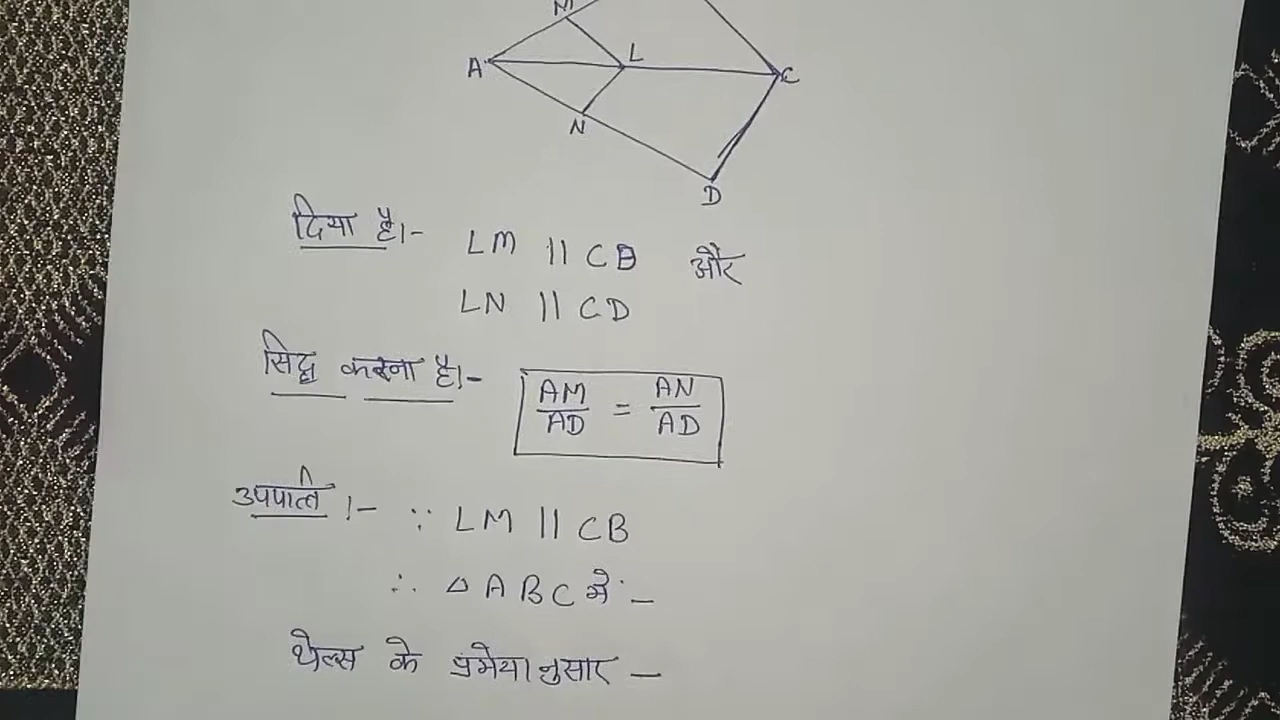 M
A L C
N
D
दिया है।- LM || CB और
LN || CD
सिद्ध करना है।- AM/AD = AN/AD
उपपत्ति :- ∵ LM || CB
∴ △ ABC में -
थेल्स के प्रमेयानुसार -